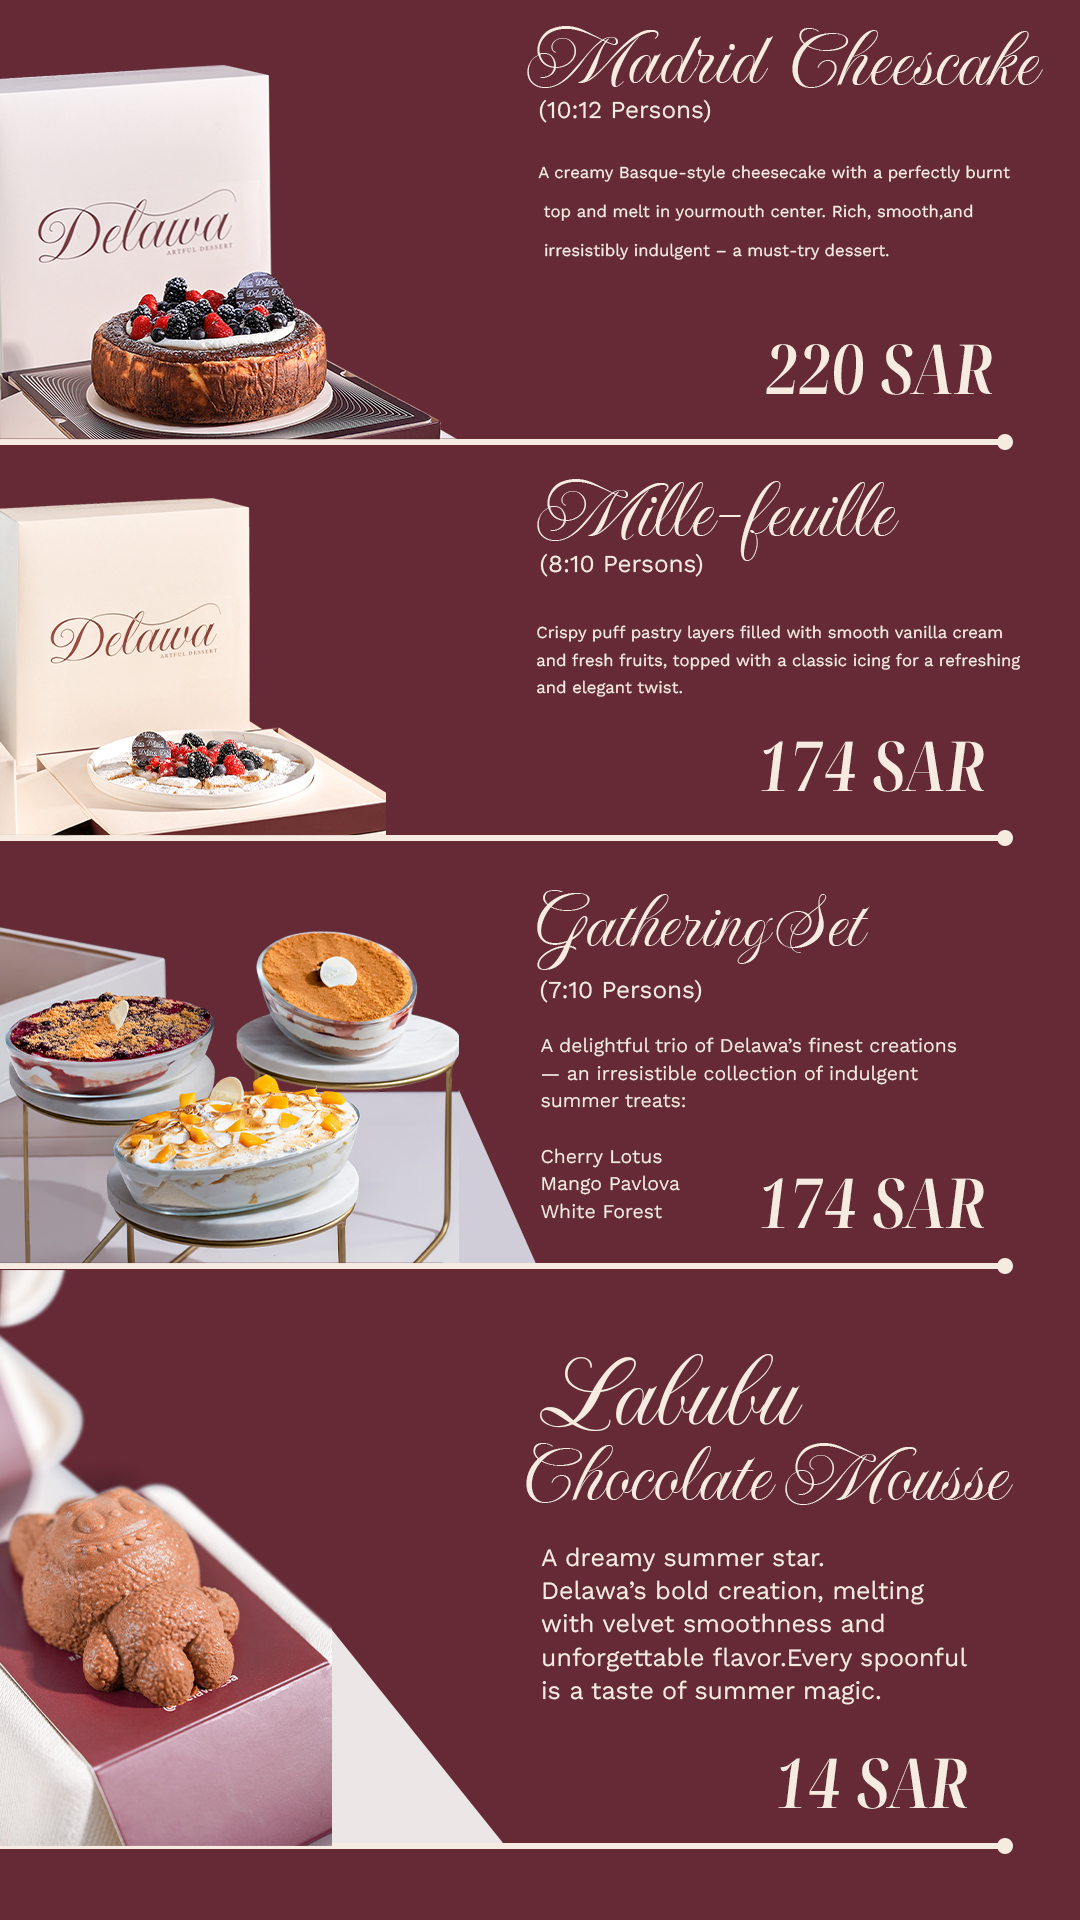 Madrid Cheescake
(10:12 Persons)
A creamy Basque-style cheesecake with a perfectly burnt
top and melt in yourmouth center. Rich, smooth,and
irresistibly indulgent – a must-try dessert.
Delawa
ARTFUL DESSERT
220 SAR
Mille-feuille
(8:10 Persons)
Crispy puff pastry layers filled with smooth vanilla cream
and fresh fruits, topped with a classic icing for a refreshing
and elegant twist.
Delawa
ARTFUL DESSERT
174 SAR
Gathering Set
(7:10 Persons)
A delightful trio of Delawa’s finest creations
— an irresistible collection of indulgent
summer treats:
Cherry Lotus
Mango Pavlova
White Forest
174 SAR
Labubu
Chocolate Mousse
A dreamy summer star.
Delawa’s bold creation, melting
with velvet smoothness and
unforgettable flavor.Every spoonful
is a taste of summer magic.
14 SAR